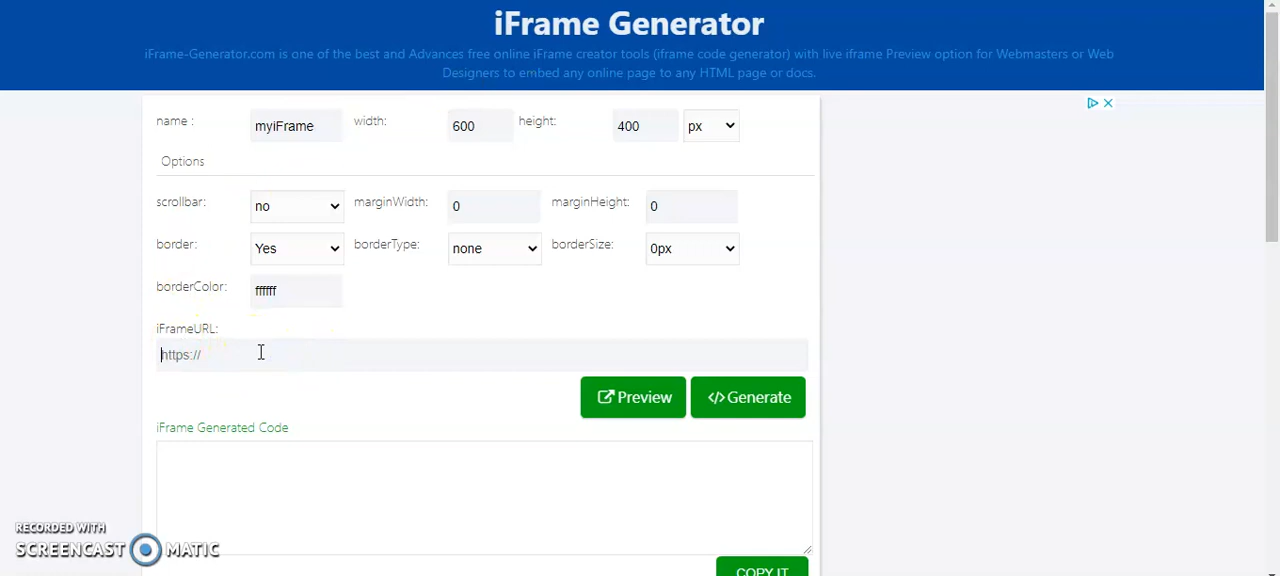 iFrame Generator
iFrame-Generator.com is one of the best and Advances free online iFrame creator tools (iframe code generator) with live iframe Preview option for Webmasters or Web
Designers to embed any online page to any HTML page or docs.
name : myiFrame width: 600 height: 400 px
Options
scrollbar: no marginWidth: 0 marginHeight: 0
border: Yes borderType: none borderSize: 0px
borderColor: ffffff
iFrameURL:
https://
Preview </> Generate
iFrame Generated Code
RECORDED WITH
SCREENCAST MATIC
COPY IT